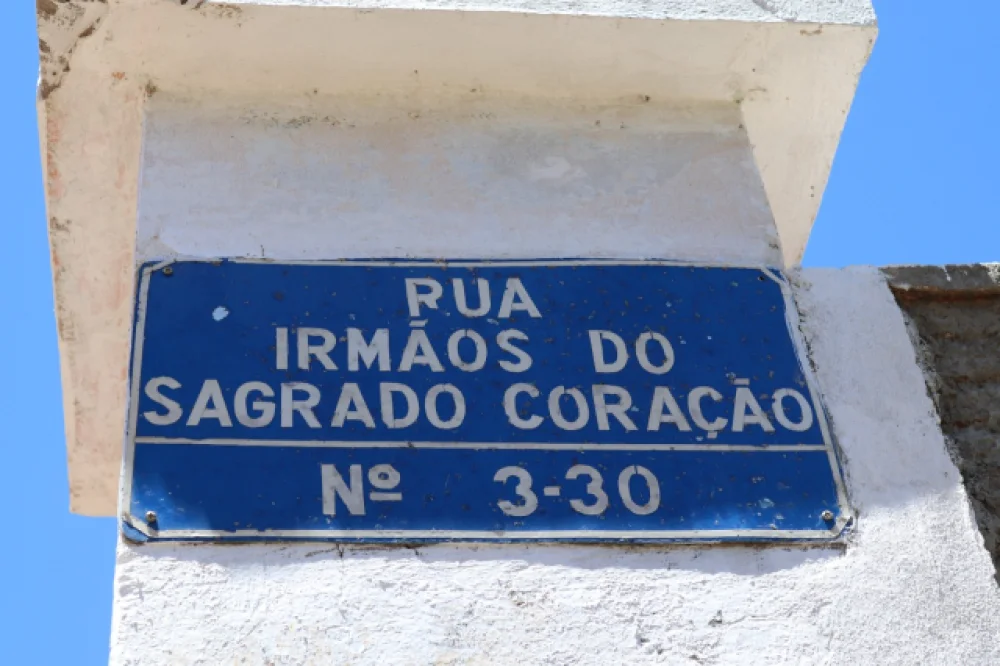 RUA
IRMÃOS DO
SAGRADO CORAÇÃO
Nº 3-30